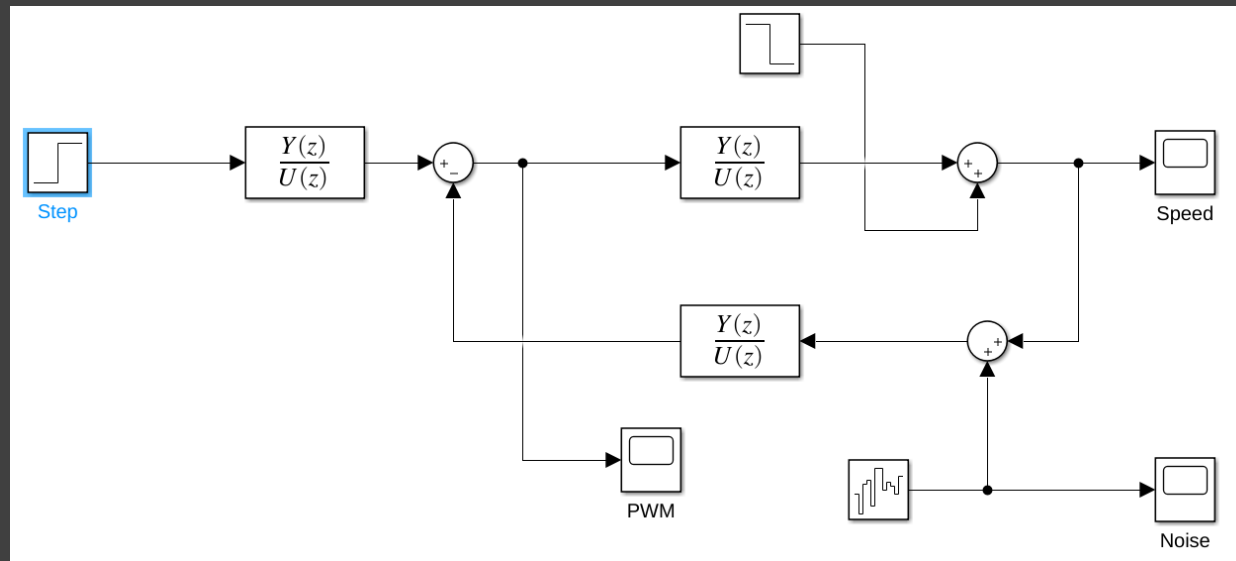 Y(z)
U(z)
+
−
Y(z)
U(z)
+
+
Step
Speed
Y(z)
U(z)
+
+
PWM
Noise